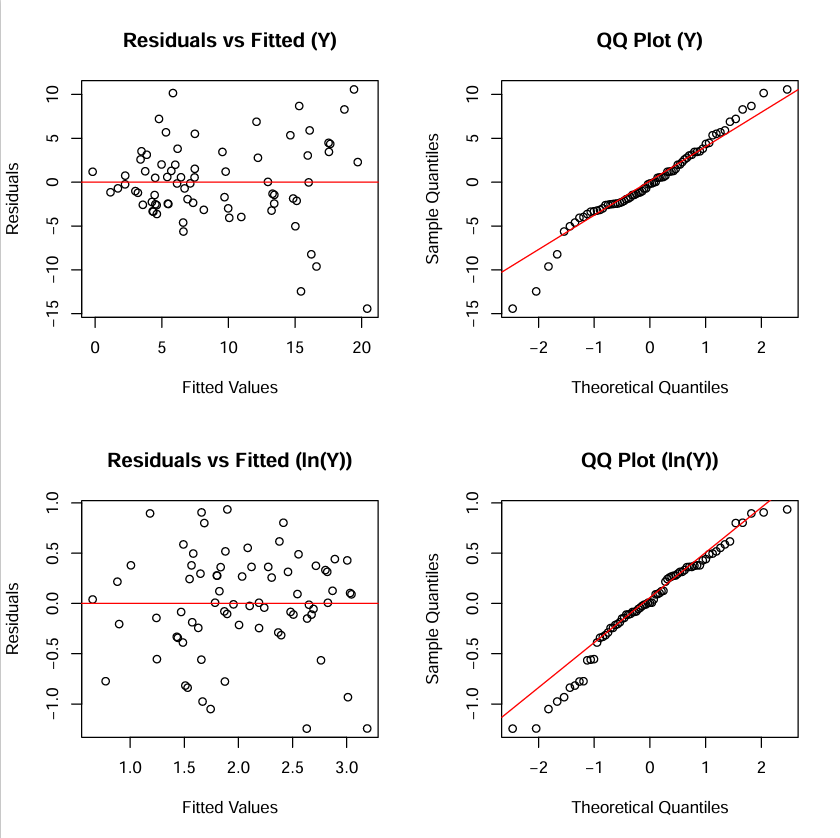 Residuals vs Fitted (Y)
Residuals
10
5
0
−5
−10
−15
0 5 10 15 20
Fitted Values
QQ Plot (Y)
Sample Quantiles
10
5
0
−5
−10
−15
−2 −1 0 1 2
Theoretical Quantiles
Residuals vs Fitted (ln(Y))
Residuals
1.0
0.5
0.0
−0.5
−1.0
1.0 1.5 2.0 2.5 3.0
Fitted Values
QQ Plot (ln(Y))
Sample Quantiles
1.0
0.5
0.0
−0.5
−1.0
−2 −1 0 1 2
Theoretical Quantiles